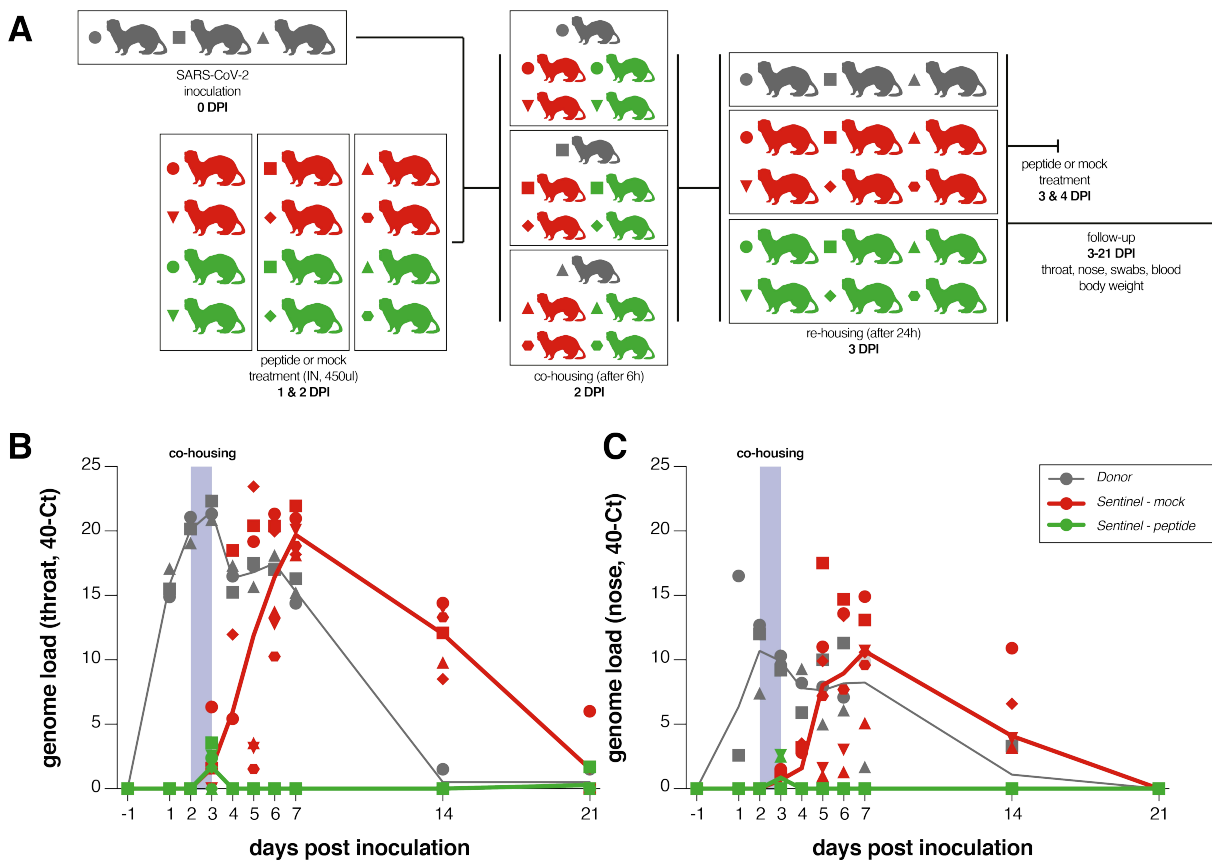 A
SARS-CoV-2
inoculation
0 DPI
peptide or mock
treatment (IN, 450ul)
1 & 2 DPI
co-housing (after 6h)
2 DPI
re-housing (after 24h)
3 DPI
peptide or mock
treatment
3 & 4 DPI
follow-up
3-21 DPI
throat, nose, swabs, blood
body weight
B
co-housing
genome load (throat, 40-Ct)
25
20
15
10
5
0
-1 1 2 3 4 5 6 7 14 21
days post inoculation
C
co-housing
genome load (nose, 40-Ct)
25
20
15
10
5
0
-1 1 2 3 4 5 6 7 14 21
days post inoculation
Donor
Sentinel - mock
Sentinel - peptide